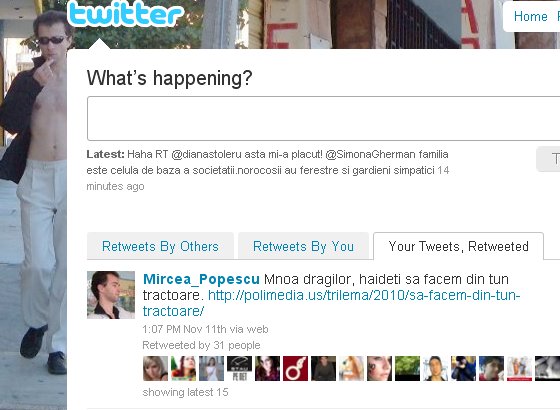 twitter
Home
What's happening?
Latest: Haha RT @dianastoleru asta mi-a placut! @SimonaGherman familia
este celula de baza a societatii.norocosii au ferestre si gardieni simpatici 14
minutes ago
Retweets By Others
Retweets By You
Your Tweets, Retweeted
Mircea_Popescu Mnoa dragilor, haideti sa facem din tun
tractoare. http://polimedia.us/trilema/2010/sa-facem-din-tun-
tractoare/
1:07 PM Nov 11th via web
Retweeted by 31 people
showing latest 15